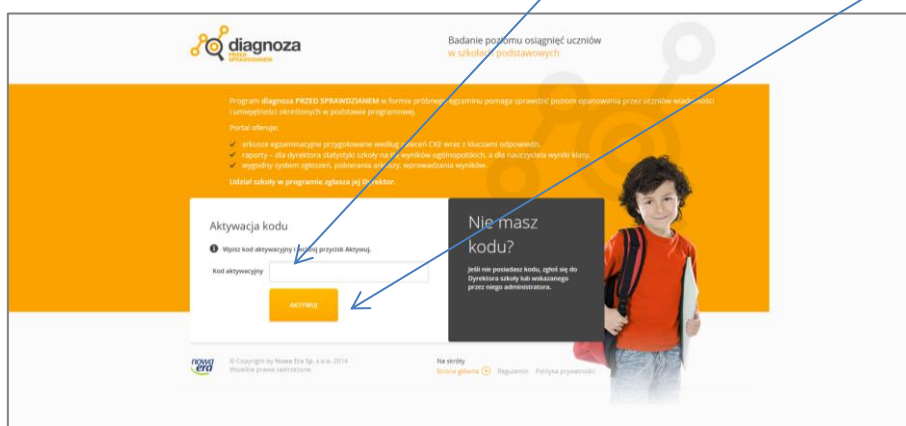 diagnoza
PRZED
SPRAWDZIANEM
Badanie poziomu osiągnięć uczniów
w szkołach podstawowych
Program diagnoza PRZED SPRAWDZIANEM w formie próbnego egzaminu pomaga sprawdzić poziom opanowania przez uczniów wiadomości
i umiejętności określonych w podstawie programowej.
Portal oferuje:
arkusze egzaminacyjne przygotowane według zaleceń CKE wraz z kluczami odpowiedzi,
raporty – dla dyrektora statystyki szkoły na tle wyników ogólnopolskich, a dla nauczyciela wyniki klasy,
wygodny system zgłoszeń, pobierania arkuszy, wprowadzania wyników.
Udział szkoły w programie zgłasza jej Dyrektor.
Aktywacja kodu
Wpisz kod aktywacyjny i wciśnij przycisk Aktywuj.
Kod aktywacyjny
AKTYWUJ
Nie masz
kodu?
Jeśli nie posiadasz kodu, zgłoś się do
Dyrektora szkoły lub wskazanego
przez niego administratora.
nowa
era
© Copyright by Nowa Era Sp. z o.o. 2014
Wszelkie prawa zastrzeżone.
Na skróty
Strona główna Regulamin Polityka prywatności